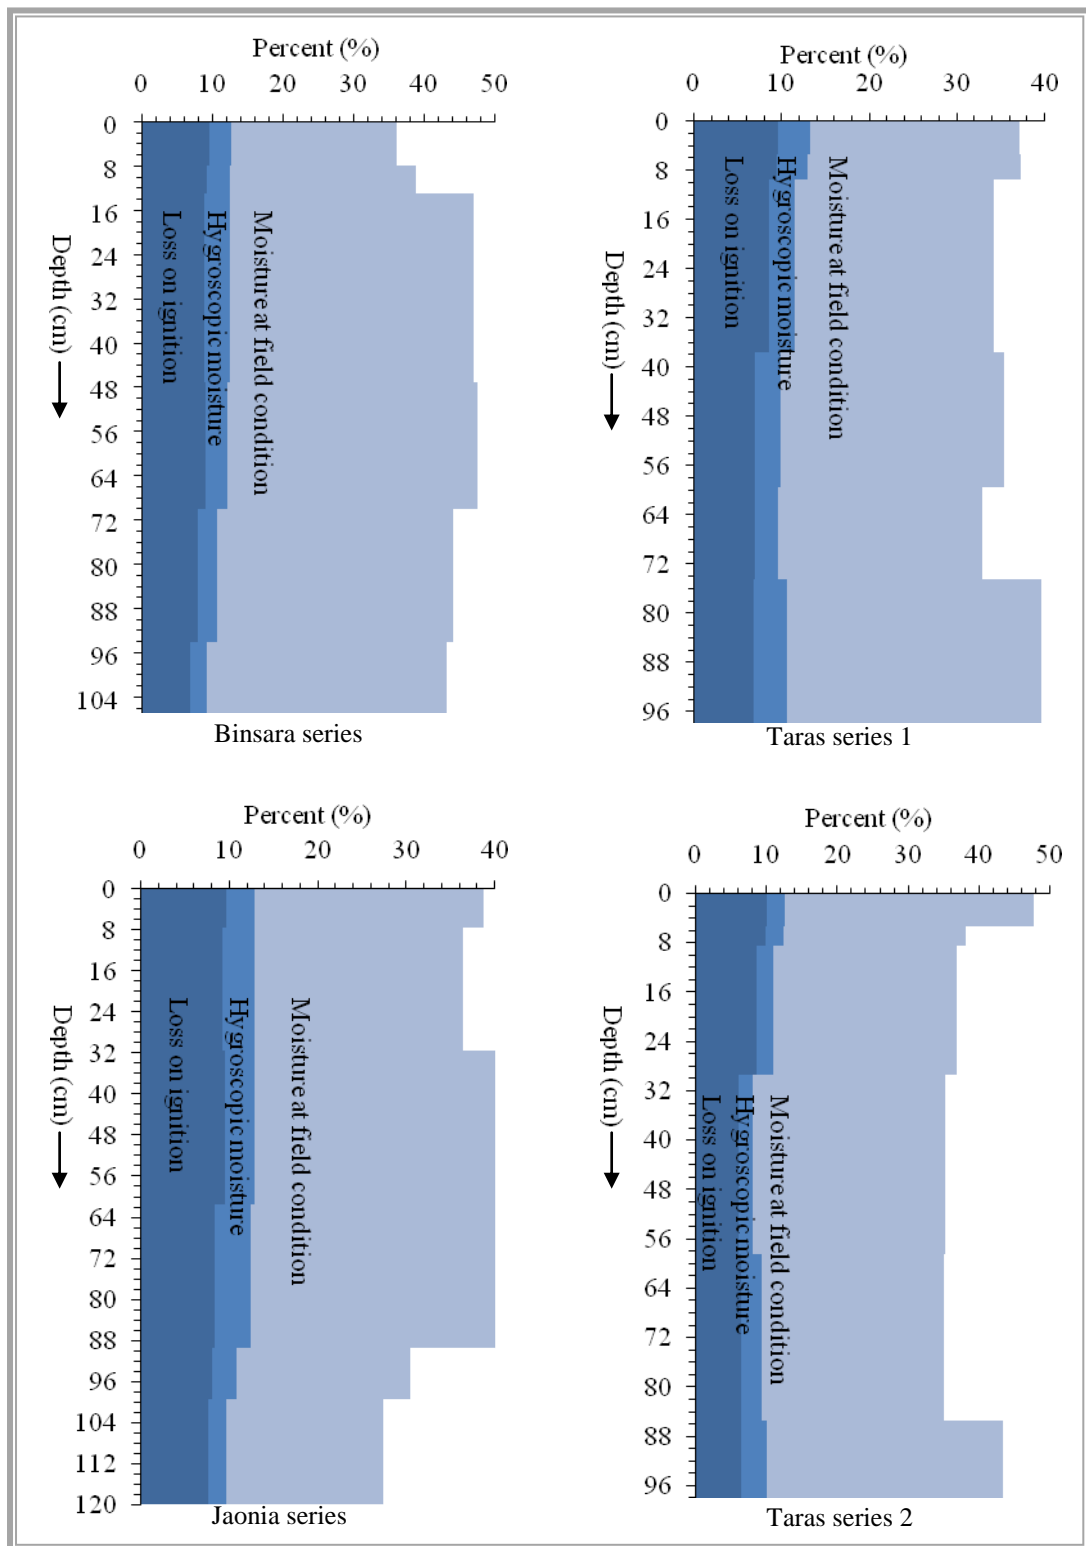 Percent (%)
0 10 20 30 40 50
0
8
16
24
32
40
48
56
64
72
80
88
96
104
Depth (cm)
Loss on ignition
Hygroscopic moisture
Moisture at field condition
Binsara series
Percent (%)
0 10 20 30 40
0
8
16
24
32
40
48
56
64
72
80
88
96
Depth (cm)
Loss on ignition
Hygroscopic moisture
Moisture at field condition
Taras series 1
Percent (%)
0 10 20 30 40
0
8
16
24
32
40
48
56
64
72
80
88
96
104
112
120
Depth (cm)
Loss on ignition
Hygroscopic moisture
Moisture at field condition
Jaonia series
Percent (%)
0 10 20 30 40 50
0
8
16
24
32
40
48
56
64
72
80
88
96
Depth (cm)
Loss on ignition
Hygroscopic moisture
Moisture at field condition
Taras series 2